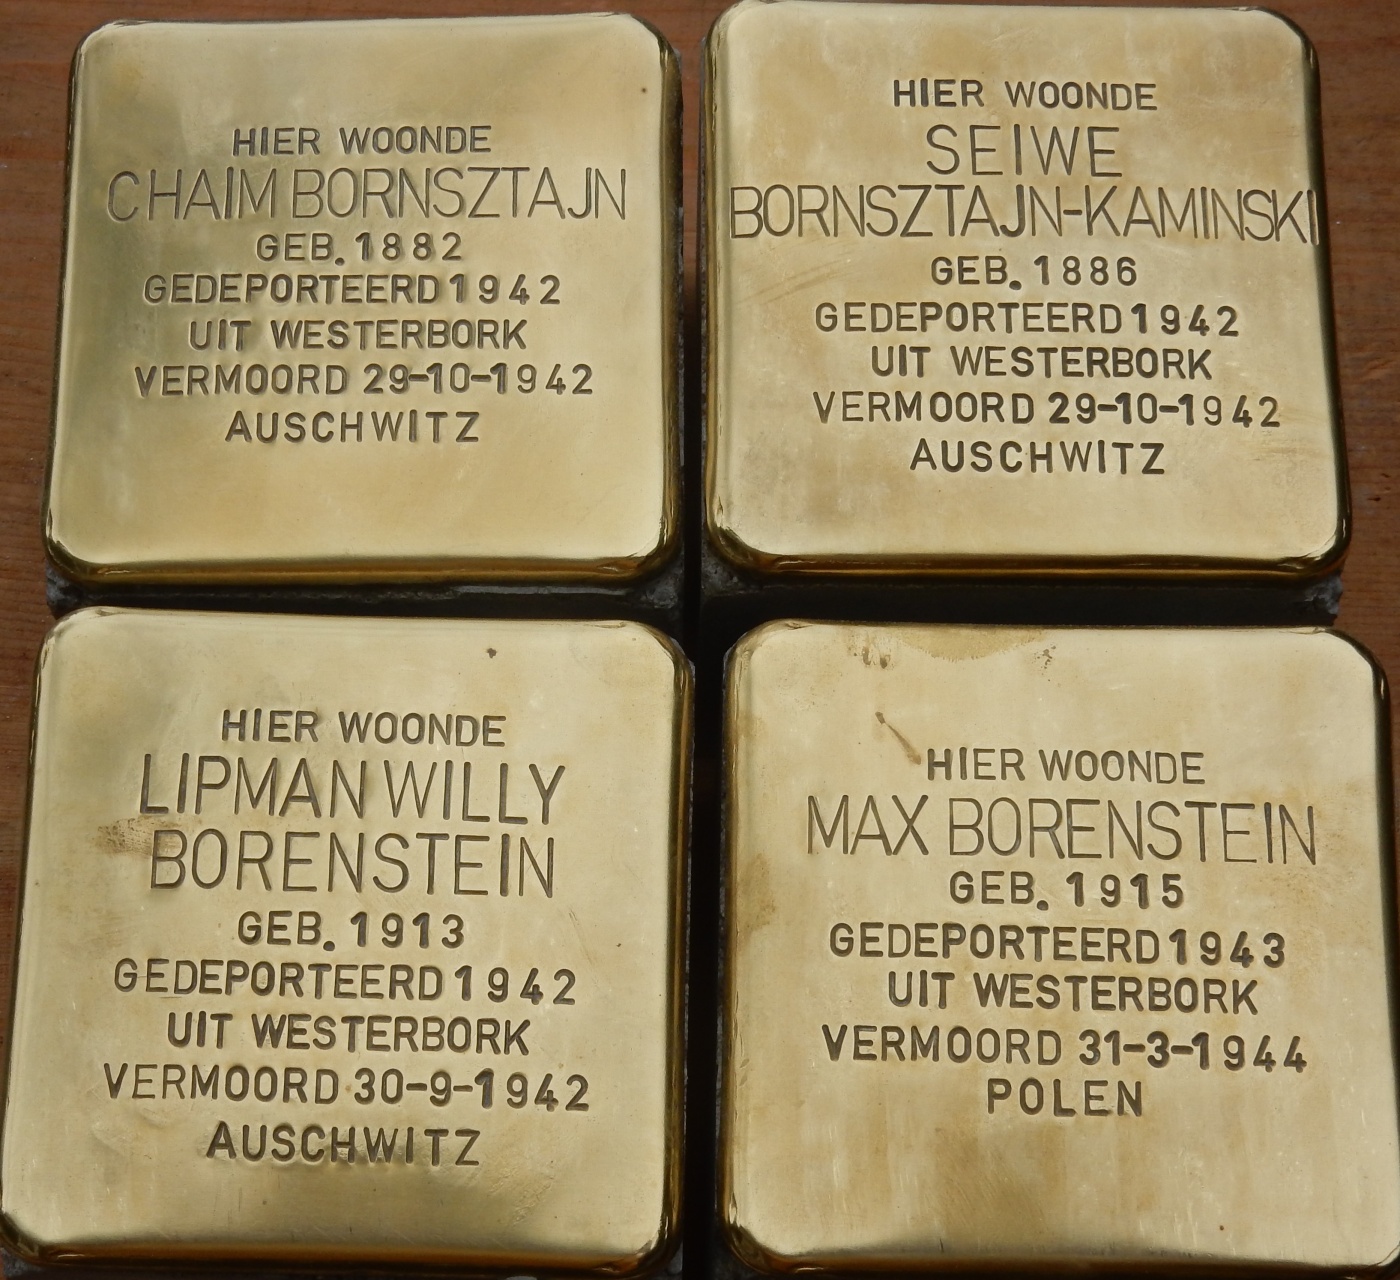 HIER WOONDE
CHAIM BORNSZTAJN
GEB. 1882
GEDEPORTEERD 1942
UIT WESTERBORK
VERMOORD 29-10-1942
AUSCHWITZ
HIER WOONDE
SEIWE
BORNSZTAJN-KAMINSKI
GEB. 1886
GEDEPORTEERD 1942
UIT WESTERBORK
VERMOORD 29-10-1942
AUSCHWITZ
HIER WOONDE
LIPMAN WILLY
BORENSTEIN
GEB. 1913
GEDEPORTEERD 1942
UIT WESTERBORK
VERMOORD 30-9-1942
AUSCHWITZ
HIER WOONDE
MAX BORENSTEIN
GEB. 1915
GEDEPORTEERD 1943
UIT WESTERBORK
VERMOORD 31-3-1944
POLEN